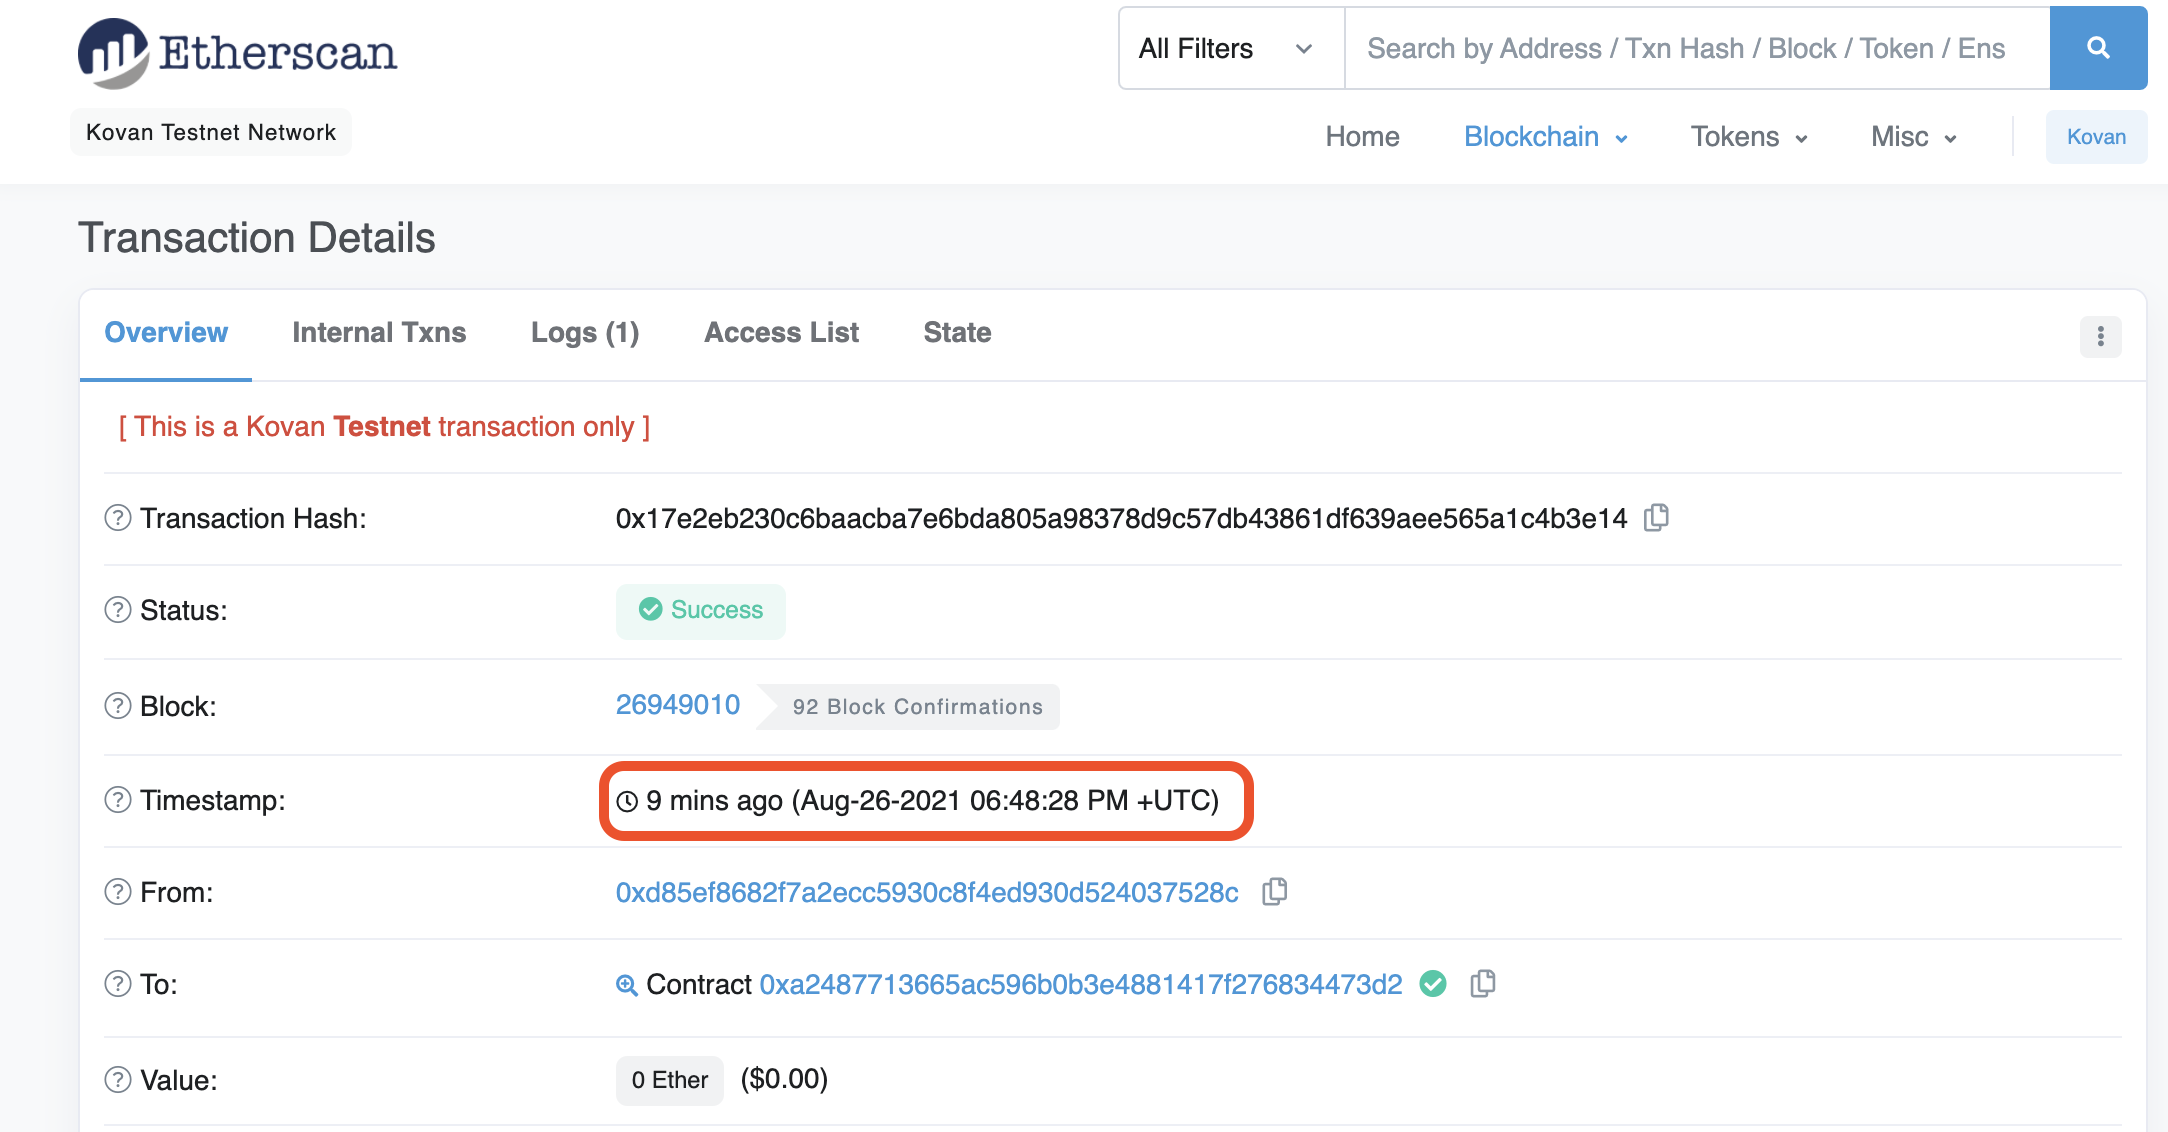 Etherscan
All Filters
Search by Address / Txn Hash / Block / Token / Ens
Kovan Testnet Network
Home Blockchain Tokens Misc Kovan
Transaction Details
Overview Internal Txns Logs (1) Access List State
[ This is a Kovan Testnet transaction only ]
Transaction Hash: 0x17e2eb230c6baacba7e6bda805a98378d9c57db43861df639aee565a1c4b3e14
Status: Success
Block: 26949010 92 Block Confirmations
Timestamp: 9 mins ago (Aug-26-2021 06:48:28 PM +UTC)
From: 0xd85ef8682f7a2ecc5930c8f4ed930d524037528c
To: Contract 0xa2487713665ac596b0b3e4881417f276834473d2
Value: 0 Ether ($0.00)